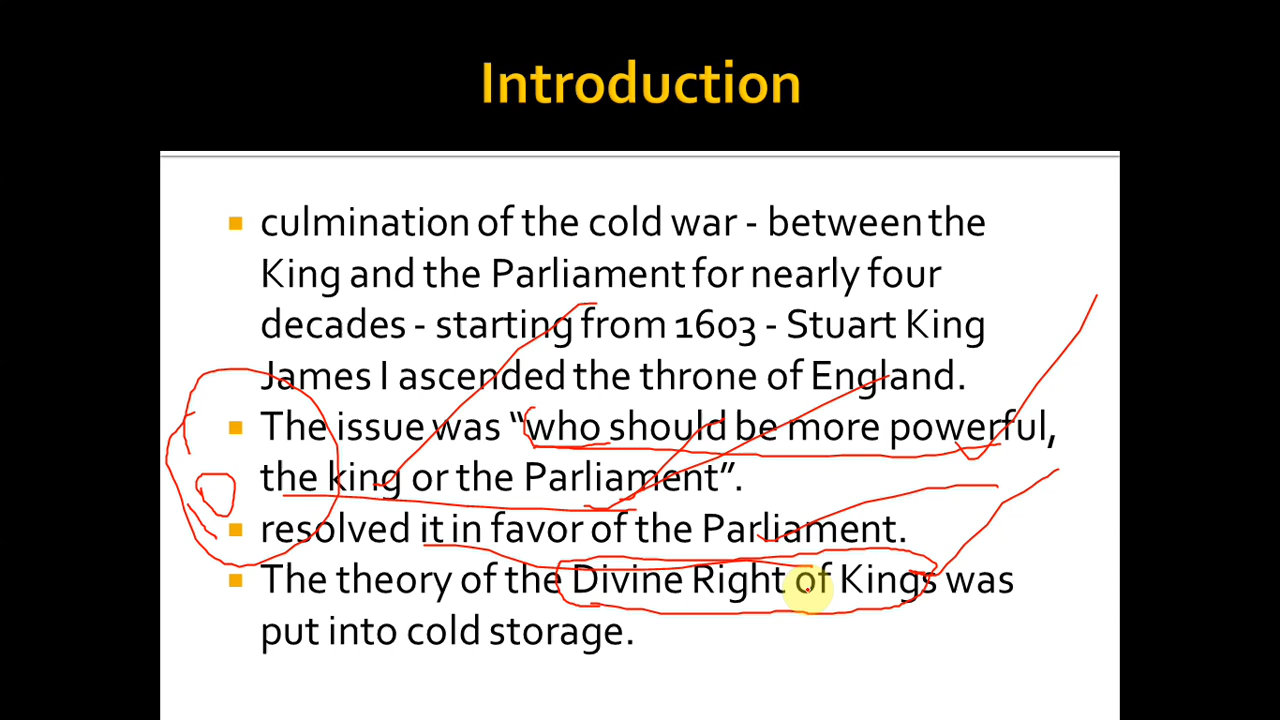 Introduction
culmination of the cold war - between the
King and the Parliament for nearly four
decades - starting from 1603 - Stuart King
James I ascended the throne of England.
The issue was “who should be more powerful,
the king or the Parliament”.
resolved it in favor of the Parliament.
The theory of the Divine Right of Kings was
put into cold storage.